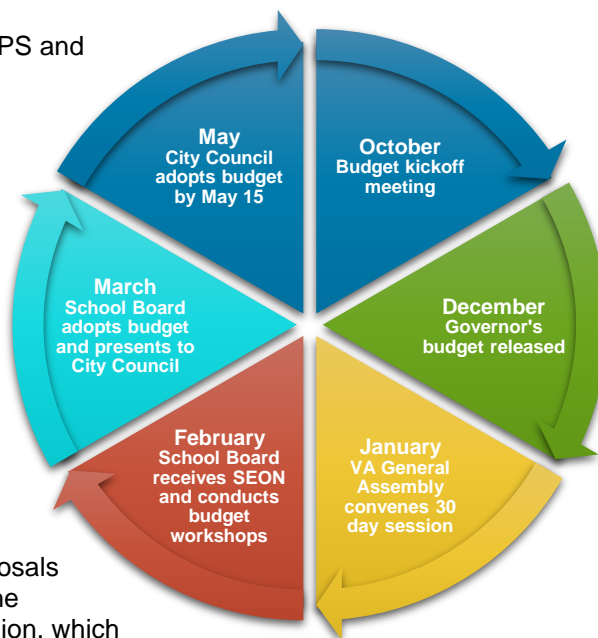 PS and
May
City Council
adopts budget
by May 15
October
Budget kickoff
meeting
December
Governor's
budget released
January
VA General
Assembly
convenes 30
day session
February
School Board
receives SEON
and conducts
budget
workshops
March
School Board
adopts budget
and presents to
City Council
osals
ne
ion, which